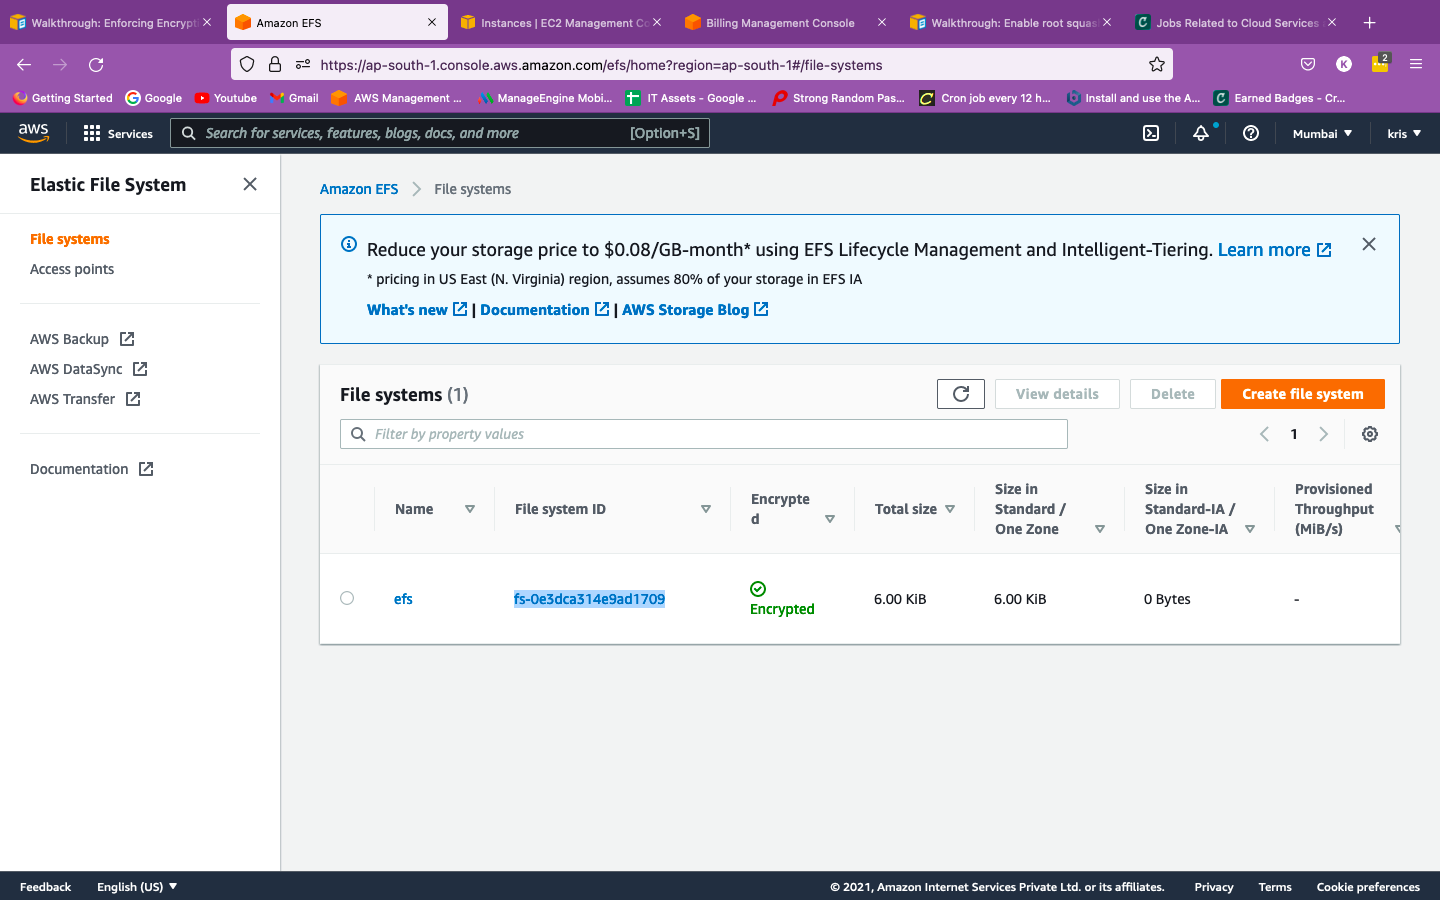 Walkthrough: Enforcing Encrypti
Amazon EFS
Instances | EC2 Management Co
Billing Management Console
Walkthrough: Enable root squas
Jobs Related to Cloud Services
https://ap-south-1.console.aws.amazon.com/efs/home?region=ap-south-1#/file-systems
K
2
Getting Started
Google
Youtube
Gmail
AWS Management ...
ManageEngine Mobi...
IT Assets - Google ...
Strong Random Pas...
Cron job every 12 h...
Install and use the A...
Earned Badges - Cr...
aws
Services
Search for services, features, blogs, docs, and more
[Option+S]
Mumbai
kris
Elastic File System
File systems
Access points
AWS Backup
AWS DataSync
AWS Transfer
Documentation
Amazon EFS
File systems
Reduce your storage price to $0.08/GB-month* using EFS Lifecycle Management and Intelligent-Tiering. Learn more
* pricing in US East (N. Virginia) region, assumes 80% of your storage in EFS IA
What's new | Documentation | AWS Storage Blog
File systems (1)
View details
Delete
Create file system
Filter by property values
1
Name
File system ID
Encrypte
d
Total size
Size in
Standard /
One Zone
Size in
Standard-IA /
One Zone-IA
Provisioned
Throughput
(MiB/s)
efs
fs-0e3dca314e9ad1709
Encrypted
6.00 KiB
6.00 KiB
0 Bytes
-
Feedback
English (US)
© 2021, Amazon Internet Services Private Ltd. or its affiliates.
Privacy
Terms
Cookie preferences